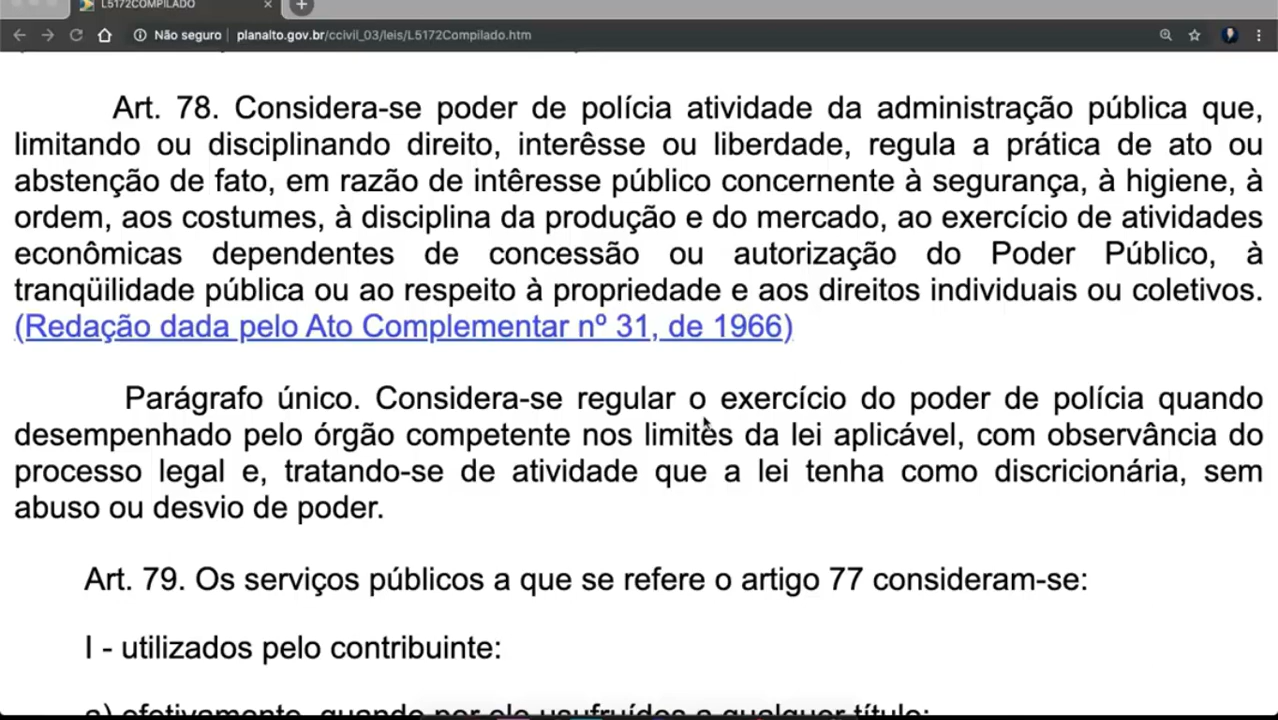 L5172COMPILADO
Não seguro planalto.gov.br/ccivil_03/leis/L5172Compilado.htm
Art. 78. Considera-se poder de polícia atividade da administração pública que,
limitando ou disciplinando direito, interêsse ou liberdade, regula a prática de ato ou
abstenção de fato, em razão de intêresse público concernente à segurança, à higiene, à
ordem, aos costumes, à disciplina da produção e do mercado, ao exercício de atividades
econômicas dependentes de concessão ou autorização do Poder Público, à
tranqüilidade pública ou ao respeito à propriedade e aos direitos individuais ou coletivos.
(Redação dada pelo Ato Complementar nº 31, de 1966)
Parágrafo único. Considera-se regular o exercício do poder de polícia quando
desempenhado pelo órgão competente nos limites da lei aplicável, com observância do
processo legal e, tratando-se de atividade que a lei tenha como discricionária, sem
abuso ou desvio de poder.
Art. 79. Os serviços públicos a que se refere o artigo 77 consideram-se:
I - utilizados pelo contribuinte:
a) efetivamente, quando por ele usufruídos a qualquer título;